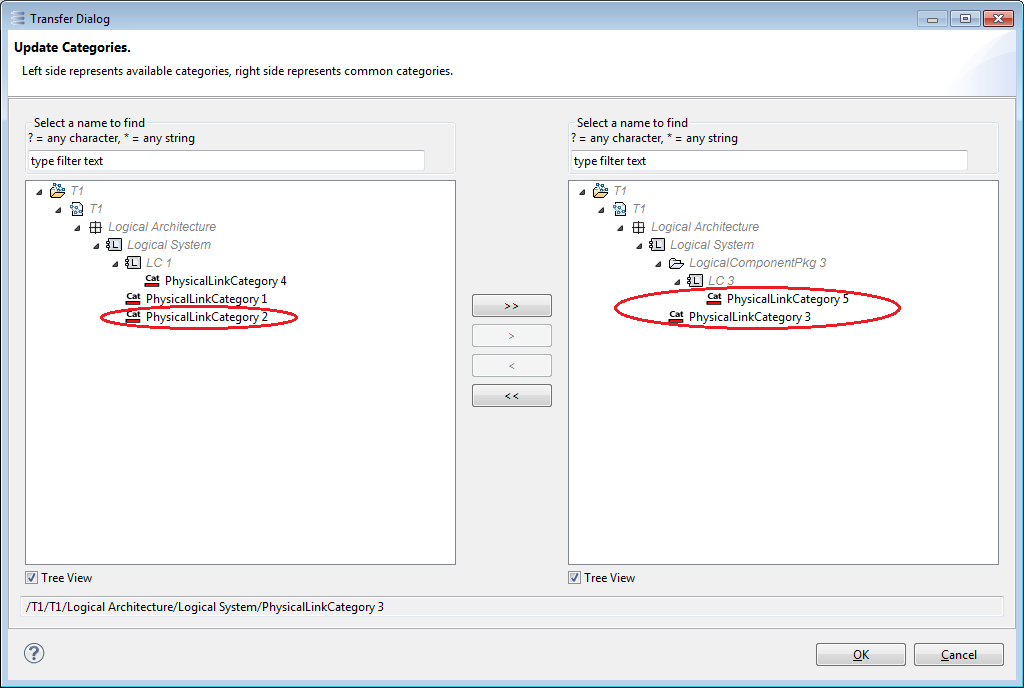 Transfer Dialog
Update Categories.
Left side represents available categories, right side represents common categories.
Select a name to find
? = any character, * = any string
type filter text
T1
T1
Logical Architecture
Logical System
LC 1
Cat PhysicalLinkCategory 4
Cat PhysicalLinkCategory 1
Cat PhysicalLinkCategory 2
Tree View
>>
>
<
<<
Select a name to find
? = any character, * = any string
type filter text
T1
T1
Logical Architecture
Logical System
LogicalComponentPkg 3
LC 3
Cat PhysicalLinkCategory 5
Cat PhysicalLinkCategory 3
Tree View
/T1/T1/Logical Architecture/Logical System/PhysicalLinkCategory 3
?
OK
Cancel